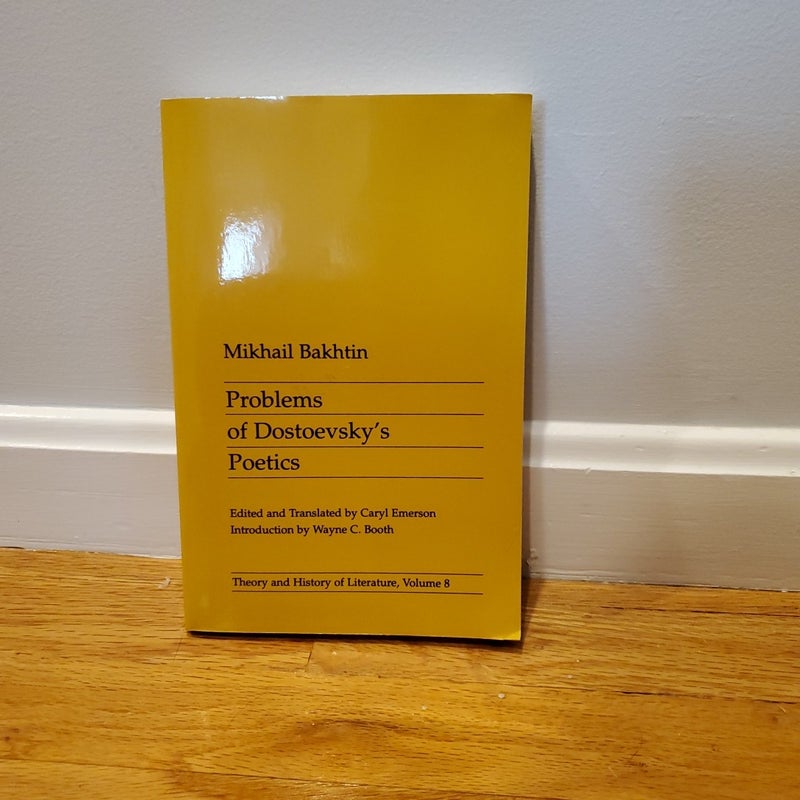 Mikhail Bakhtin
Problems
of Dostoevsky's
Poetics
Edited and Translated by Caryl Emerson
Introduction by Wayne C. Booth
Theory and History of Literature, Volume 8